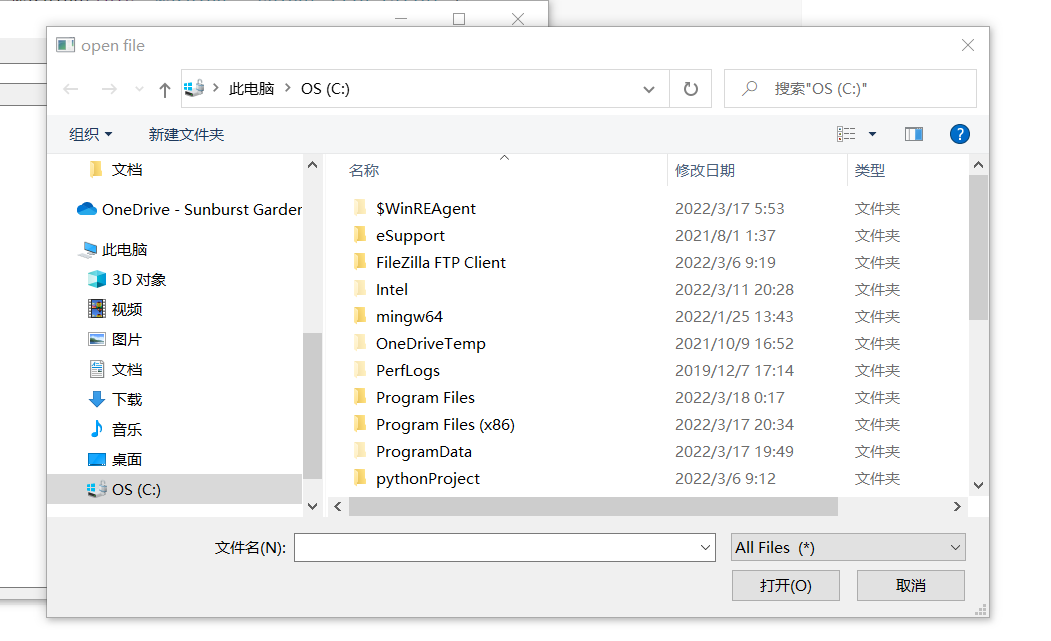 open file
此电脑 OS (C:)
搜索"OS (C:)"
组织 新建文件夹
文档
OneDrive - Sunburst Garden
此电脑
3D 对象
视频
图片
文档
下载
音乐
桌面
OS (C:)
名称 修改日期 类型
$WinREAgent 2022/3/17 5:53 文件夹
eSupport 2021/8/1 1:37 文件夹
FileZilla FTP Client 2022/3/6 9:19 文件夹
Intel 2022/3/11 20:28 文件夹
mingw64 2022/1/25 13:43 文件夹
OneDriveTemp 2021/10/9 16:52 文件夹
PerfLogs 2019/12/7 17:14 文件夹
Program Files 2022/3/18 0:17 文件夹
Program Files (x86) 2022/3/17 20:34 文件夹
ProgramData 2022/3/17 19:49 文件夹
pythonProject 2022/3/6 9:12 文件夹
文件名(N): All Files (*)
打开(O) 取消